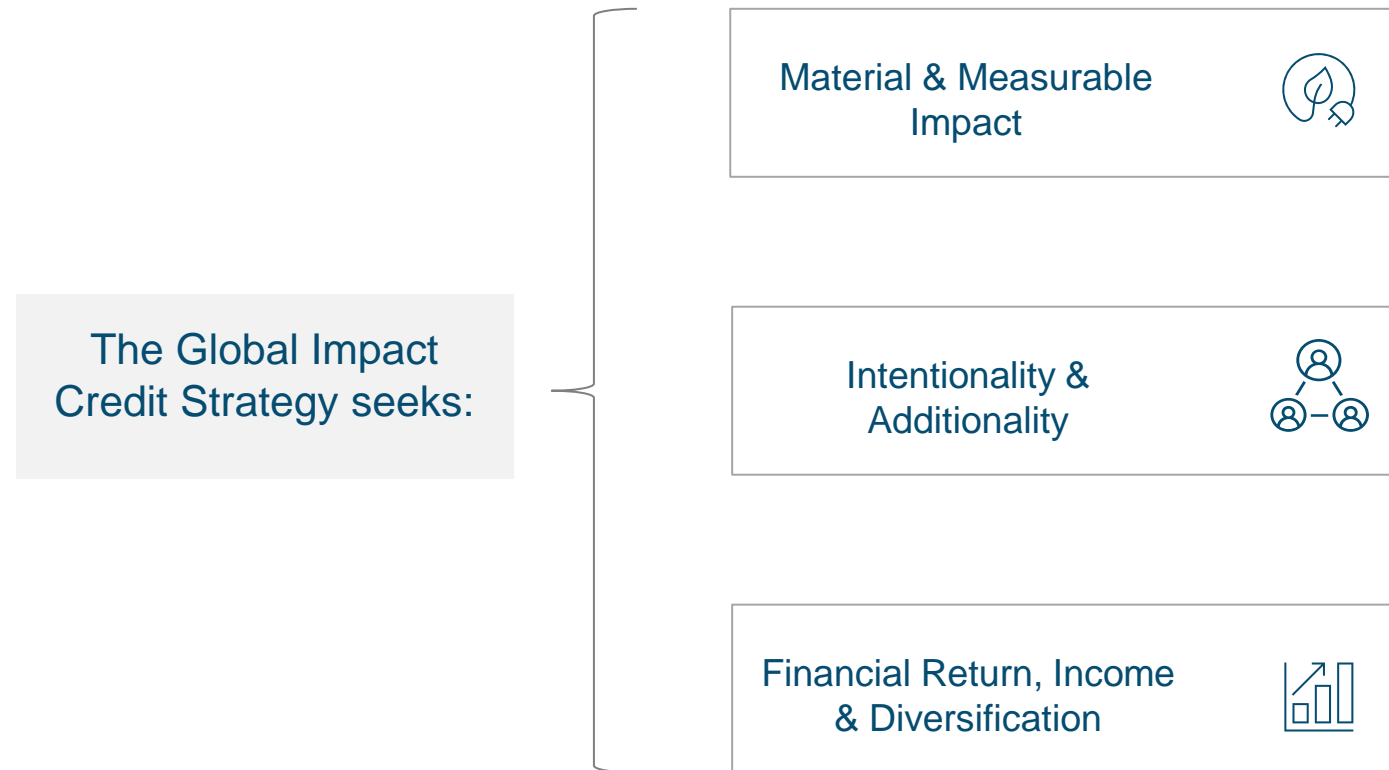 The Global Impact
Credit Strategy seeks:
Material & Measurable
Impact
Intentionality &
Additionality
Financial Return, Income
& Diversification